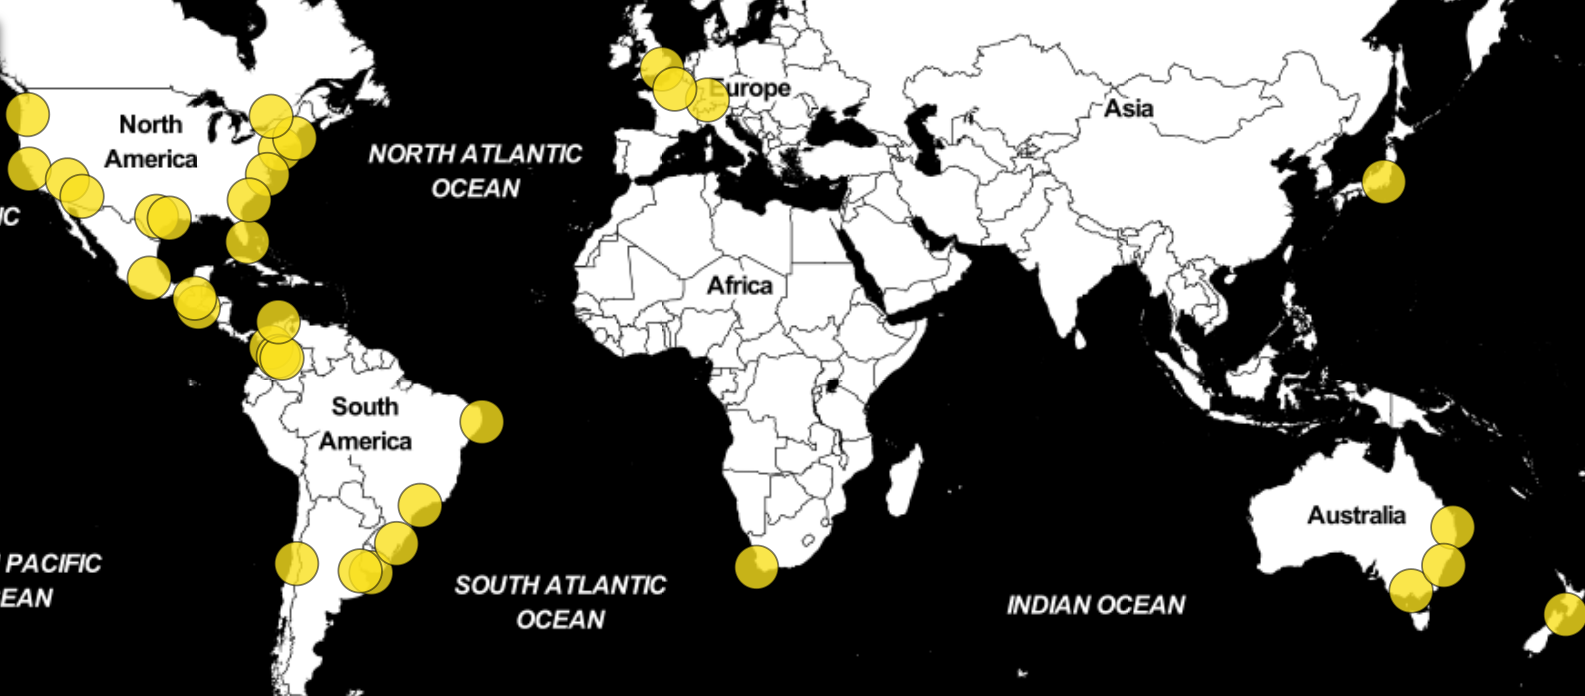 North
America
NORTH ATLANTIC
OCEAN
Europe
Asia
IC
Africa
South
America
Australia
PACIFIC
EAN
SOUTH ATLANTIC
OCEAN
INDIAN OCEAN